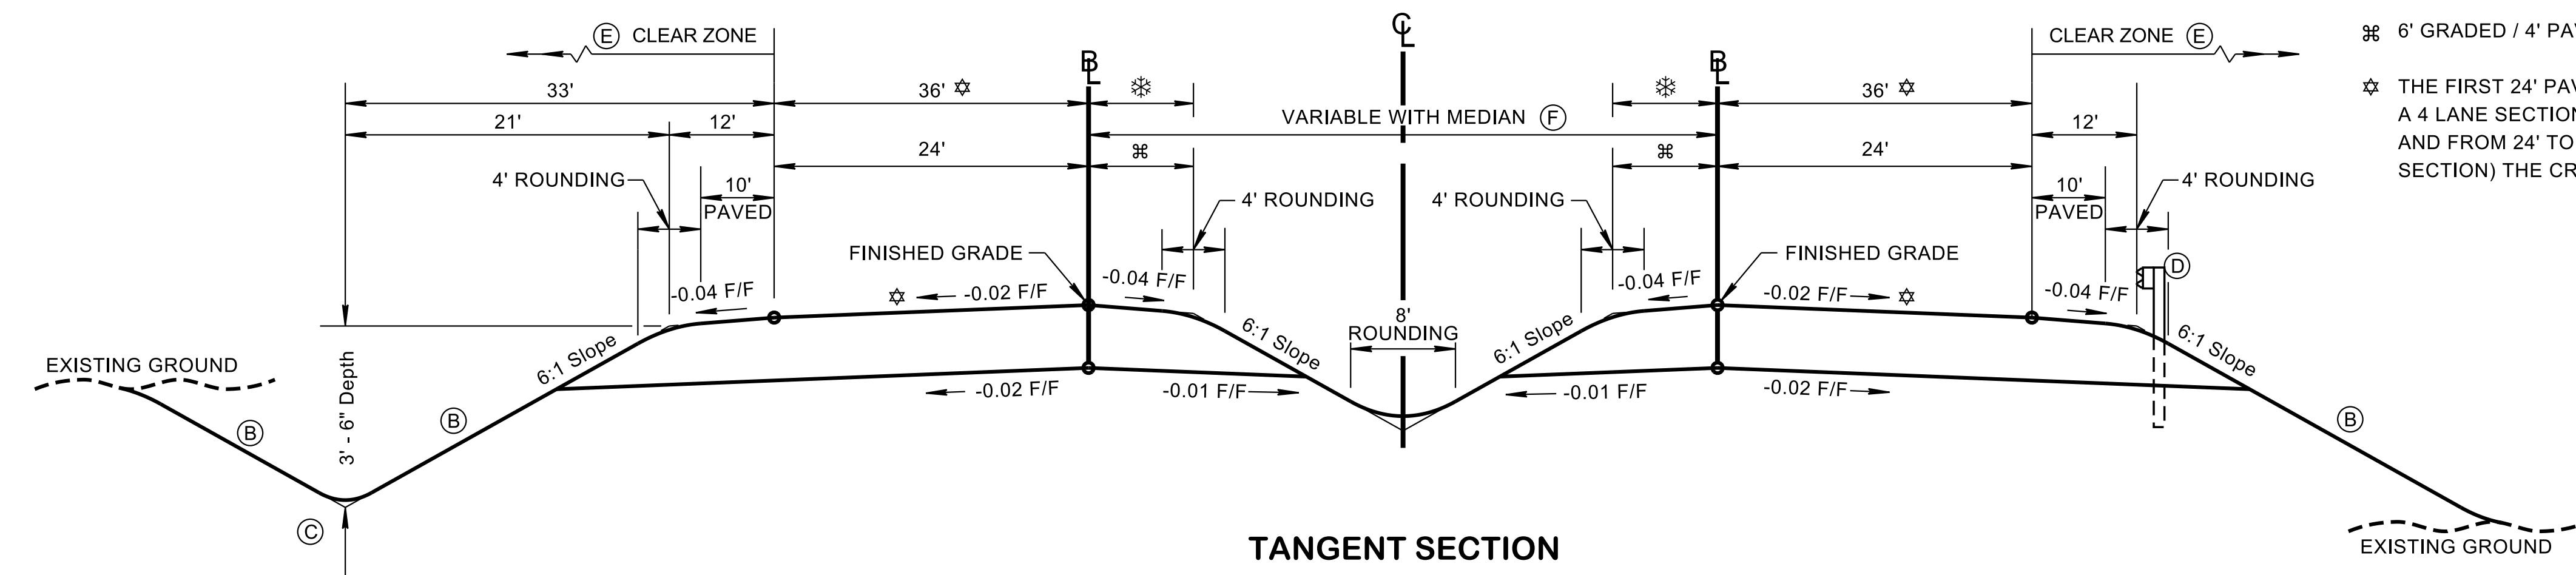 Ⓔ CLEAR ZONE
CLEAR ZONE Ⓔ
⌘ 6' GRADED / 4'
✡ THE FIRST 24'
A 4 LANE
AND FROM 24' TO
SECTION) THE
33'
36' ✡
BL
❄
CL
❄
BL
36' ✡
21'
12'
VARIABLE WITH MEDIAN Ⓕ
12'
24'
⌘
⌘
24'
4' ROUNDING
10'
PAVED
4' ROUNDING
4' ROUNDING
10'
PAVED
4' ROUNDING
FINISHED GRADE
FINISHED GRADE
-0.04 F/F
✡ -0.02 F/F
-0.04 F/F
-0.04 F/F
-0.02 F/F ✡
-0.04 F/F
Ⓓ
8'
ROUNDING
EXISTING GROUND
6:1 Slope
6:1 Slope
6:1 Slope
6:1 Slope
3' - 6" Depth
-0.02 F/F
-0.01 F/F
-0.01 F/F
-0.02 F/F
Ⓑ
Ⓑ
Ⓑ
Ⓒ
TANGENT SECTION
EXISTING GROUND